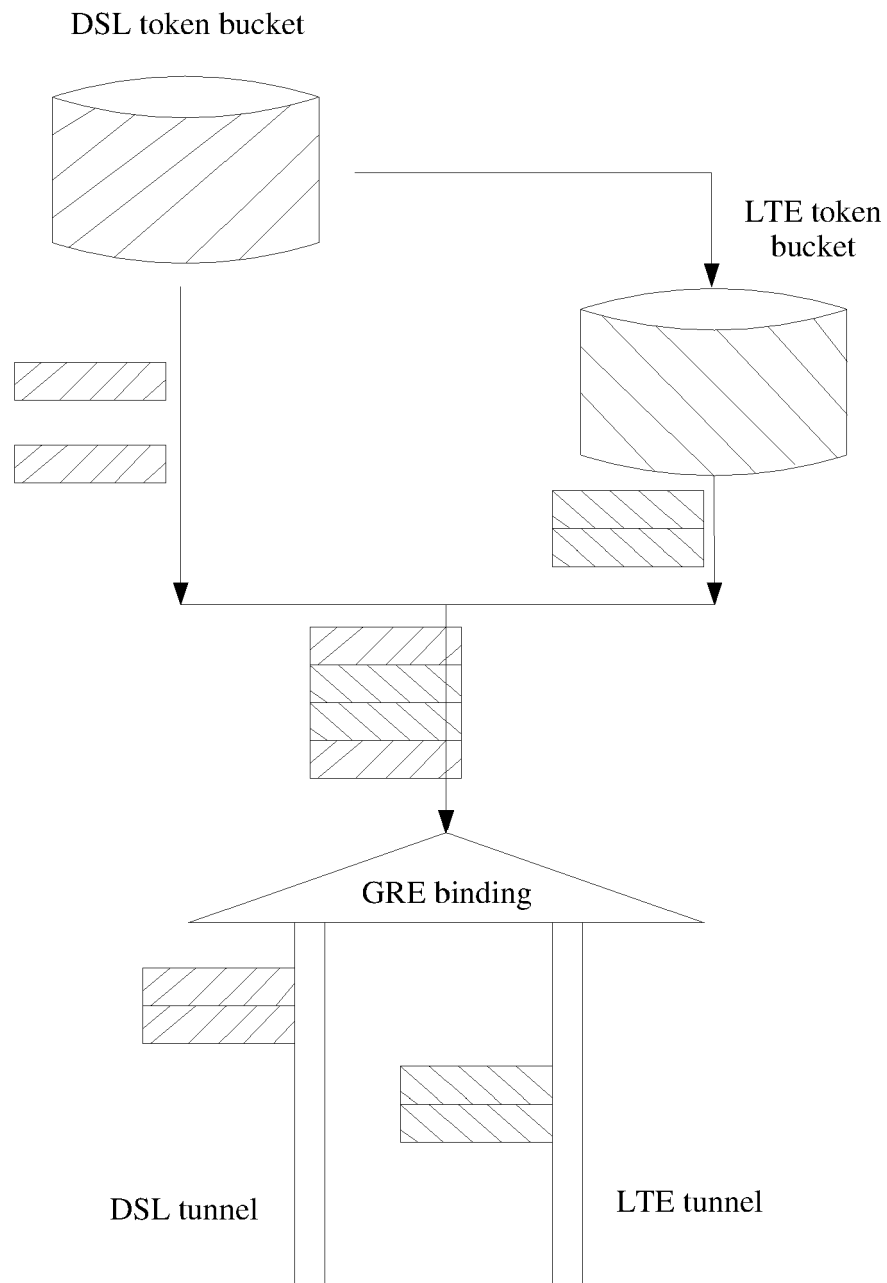 DSL token bucket
LTE token
bucket
GRE binding
DSL tunnel
LTE tunnel